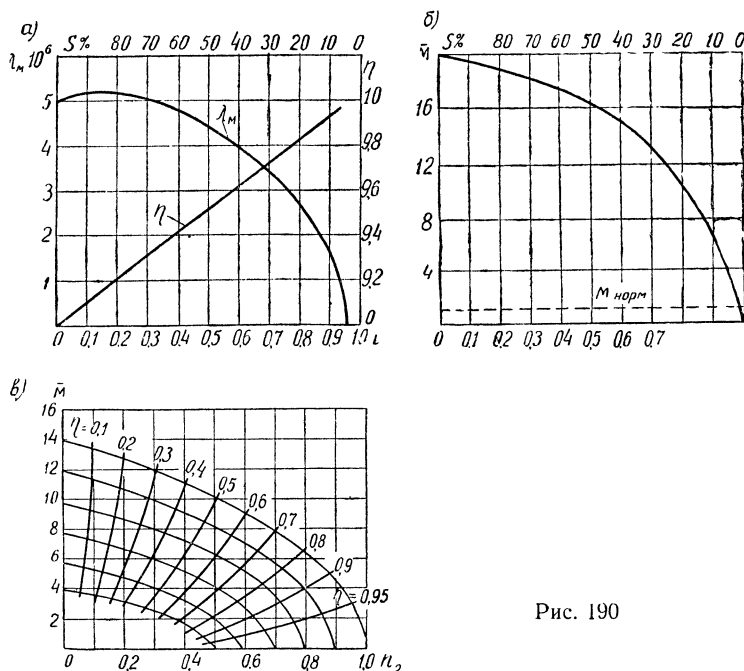 а)
S% 80 70 60 50 40 30 20 10 0
λм 10⁶
η
5
4
3
2
1
1,0
0,8
0,6
0,4
0,2
0
λм
η
0 0,1 0,2 0,3 0,4 0,5 0,6 0,7 0,8 0,9 1,0 i
б)
M̄
S% 80 60 50 40 30 20 10 0
16
12
8
4
M норм
0 0,1 0,2 0,3 0,4 0,5 0,6 0,7
в)
M̄
16
14
12
10
8
6
4
2
η=0,1
0,2
0,3
0,4
0,5
0,6
0,7
0,8
0,9
η=0,95
0 0,2 0,4 0,6 0,8 1,0 n₂
Рис. 190